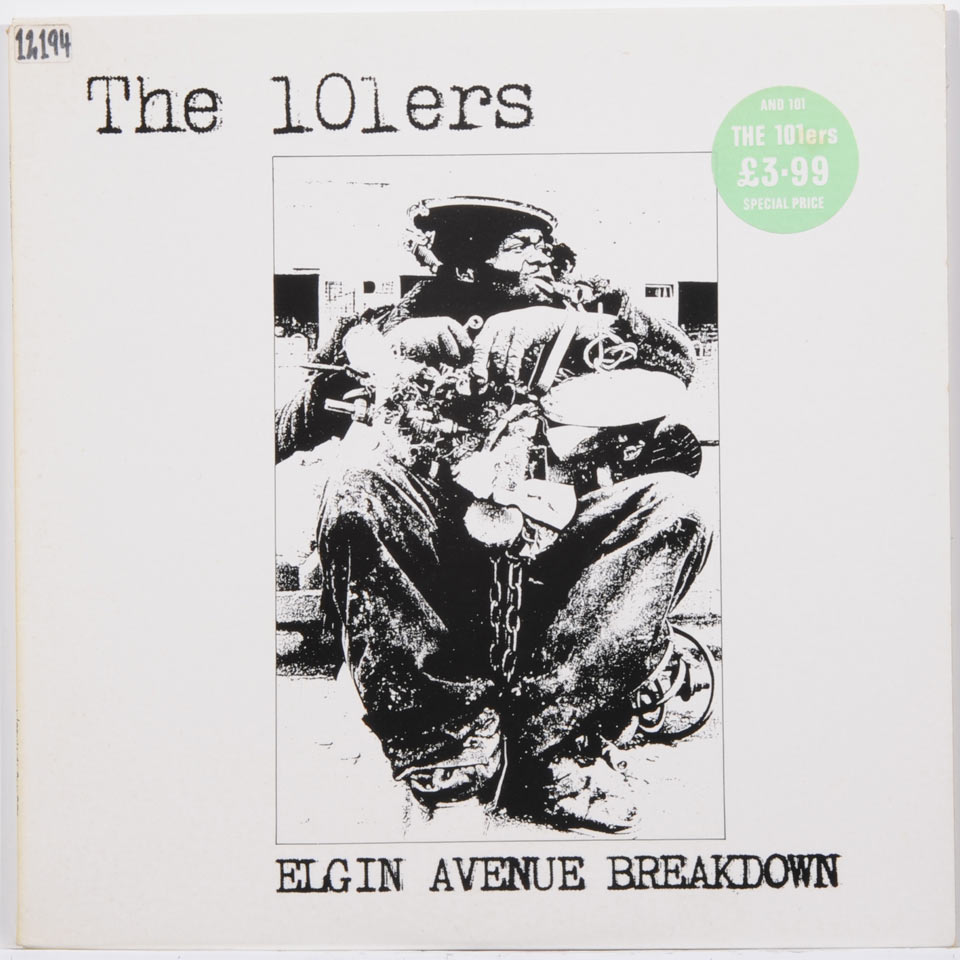 12194
The 101ers
AND 101
THE 101ers
£3·99
SPECIAL PRICE
ELGIN AVENUE BREAKDOWN